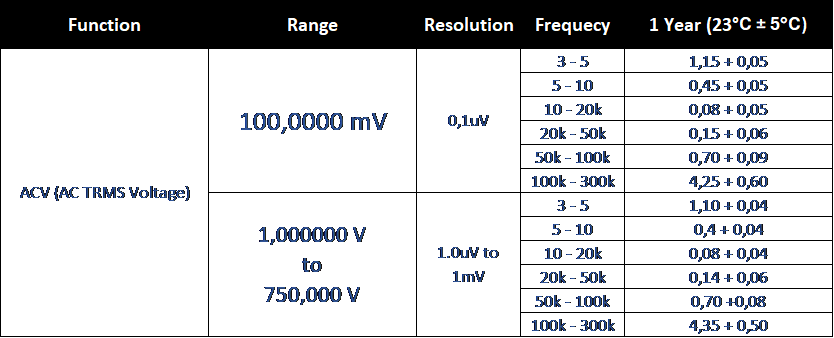 Function Range Resolution Frequecy 1 Year (23°C ± 5°C)
ACV (AC TRMS Voltage)
100,0000 mV
0,1uV
3 – 5 1,15 + 0,05
5 – 10 0,45 + 0,05
10 – 20k 0,08 + 0,05
20k – 50k 0,15 + 0,06
50k – 100k 0,70 + 0,09
100k – 300k 4,25 + 0,60
1,000000 V
to
750,000 V
1.0uV to
1mV
3 – 5 1,10 + 0,04
5 – 10 0,4 + 0,04
10 – 20k 0,08 + 0,04
20k – 50k 0,14 + 0,06
50k – 100k 0,70 +0,08
100k – 300k 4,35 + 0,50